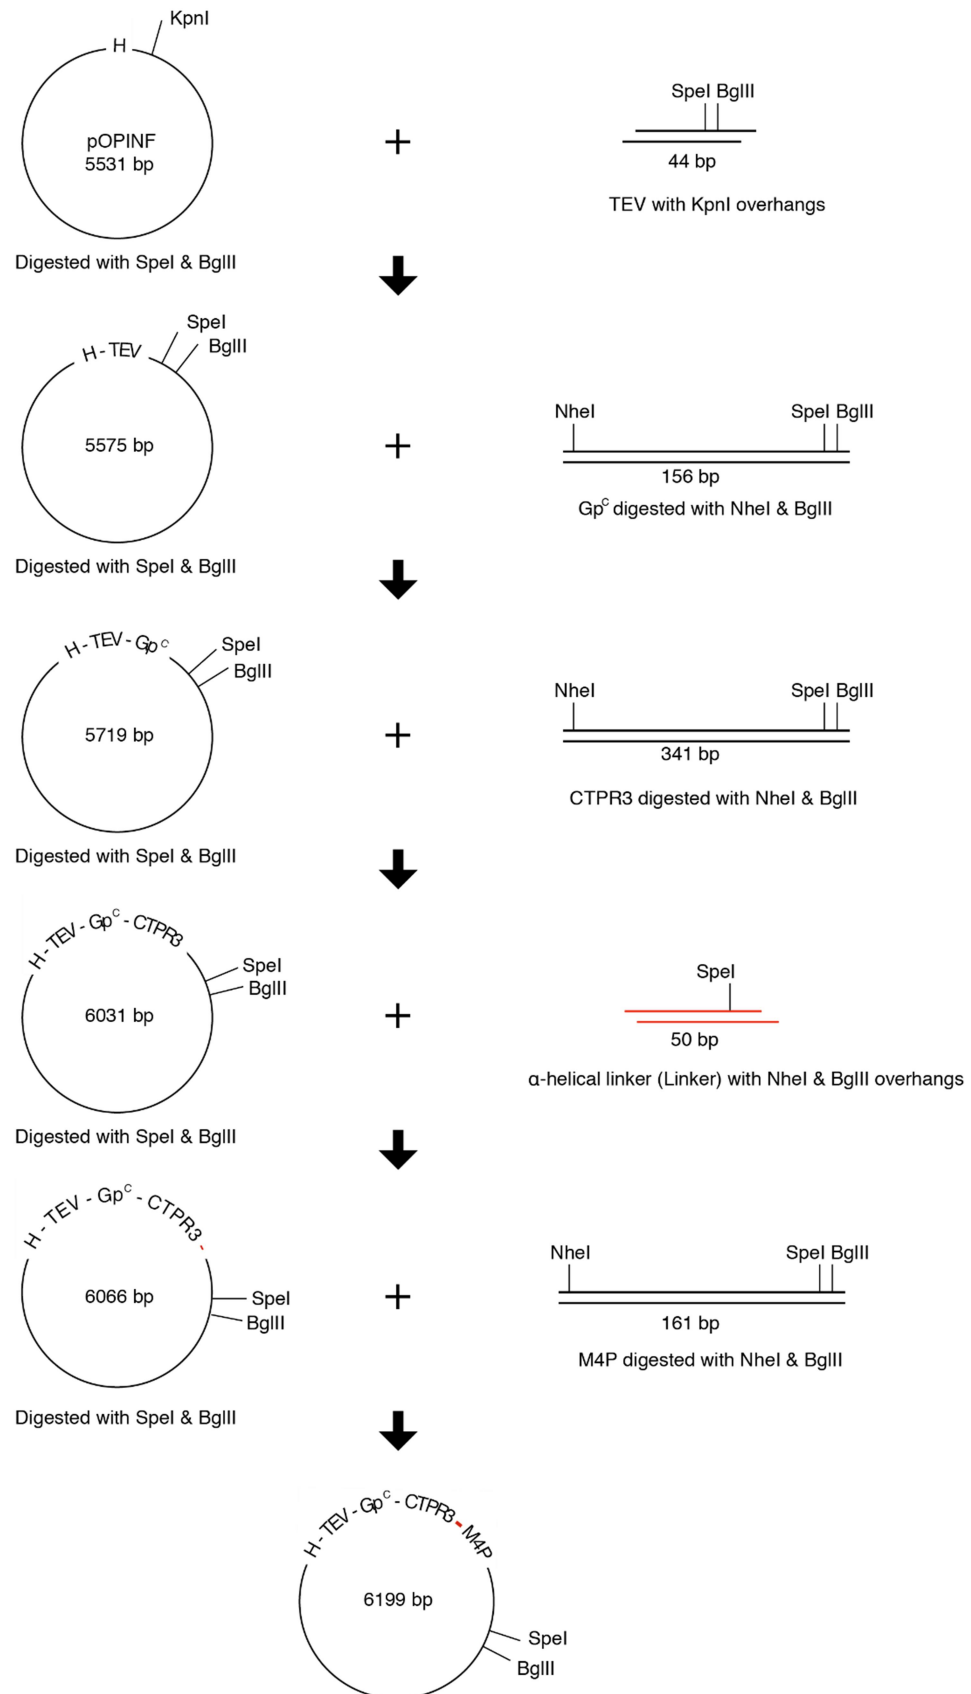 KpnI
H
pOPINF
5531 bp
+
SpeI BglII
44 bp
TEV with KpnI overhangs
Digested with SpeI & BglII
SpeI
BglII
H - TEV
5575 bp
+
NheI
SpeI BglII
156 bp
Gpᶜ digested with NheI & BglII
Digested with SpeI & BglII
H - TEV - Gpᶜ
SpeI
BglII
5719 bp
+
NheI
SpeI BglII
341 bp
CTPR3 digested with NheI & BglII
Digested with SpeI & BglII
H - TEV - Gpᶜ - CTPR3
SpeI
BglII
6031 bp
+
SpeI
50 bp
α-helical linker (Linker) with NheI & BglII overhangs
Digested with SpeI & BglII
H - TEV - Gpᶜ - CTPR3 -
6066 bp
SpeI
BglII
+
NheI
SpeI BglII
161 bp
M4P digested with NheI & BglII
Digested with SpeI & BglII
H - TEV - Gpᶜ - CTPR3 - M4P
6199 bp
SpeI
BglII